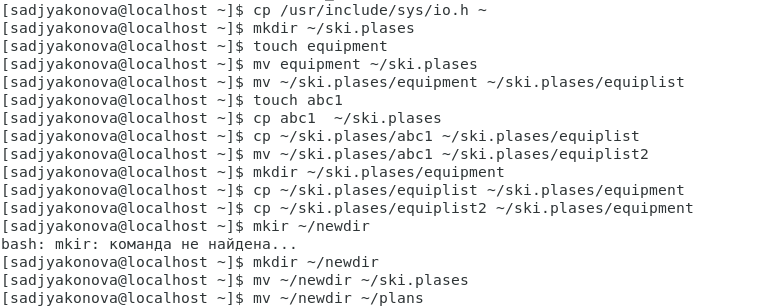 [sadjyakonova@localhost ~]$ cp /usr/include/sys/io.h ~
[sadjyakonova@localhost ~]$ mkdir ~/ski.plases
[sadjyakonova@localhost ~]$ touch equipment
[sadjyakonova@localhost ~]$ mv equipment ~/ski.plases
[sadjyakonova@localhost ~]$ mv ~/ski.plases/equipment ~/ski.plases/equiplist
[sadjyakonova@localhost ~]$ touch abc1
[sadjyakonova@localhost ~]$ cp abc1  ~/ski.plases
[sadjyakonova@localhost ~]$ cp ~/ski.plases/abc1 ~/ski.plases/equiplist
[sadjyakonova@localhost ~]$ mv ~/ski.plases/abc1 ~/ski.plases/equiplist2
[sadjyakonova@localhost ~]$ mkdir ~/ski.plases/equipment
[sadjyakonova@localhost ~]$ cp ~/ski.plases/equiplist ~/ski.plases/equipment
[sadjyakonova@localhost ~]$ cp ~/ski.plases/equiplist2 ~/ski.plases/equipment
[sadjyakonova@localhost ~]$ mkir ~/newdir
bash: mkir: команда не найдена...
[sadjyakonova@localhost ~]$ mkdir ~/newdir
[sadjyakonova@localhost ~]$ mv ~/newdir ~/ski.plases
[sadjyakonova@localhost ~]$ mv ~/newdir ~/plans